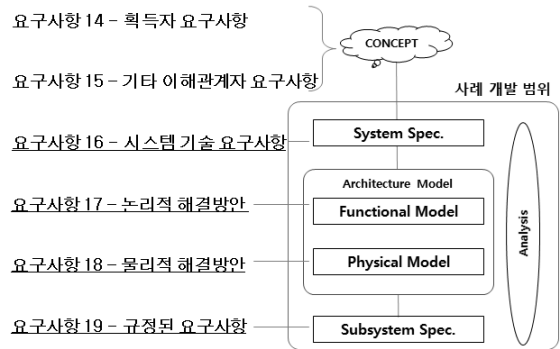 요구사항 14 – 획득자 요구사항
CONCEPT
요구사항 15 – 기타 이해관계자 요구사항
사례 개발 범위
요구사항 16 – 시스템 기술 요구사항
System Spec.
Architecture Model
요구사항 17 – 논리적 해결방안
Functional Model
Analysis
요구사항 18 – 물리적 해결방안
Physical Model
요구사항 19 – 규정된 요구사항
Subsystem Spec.